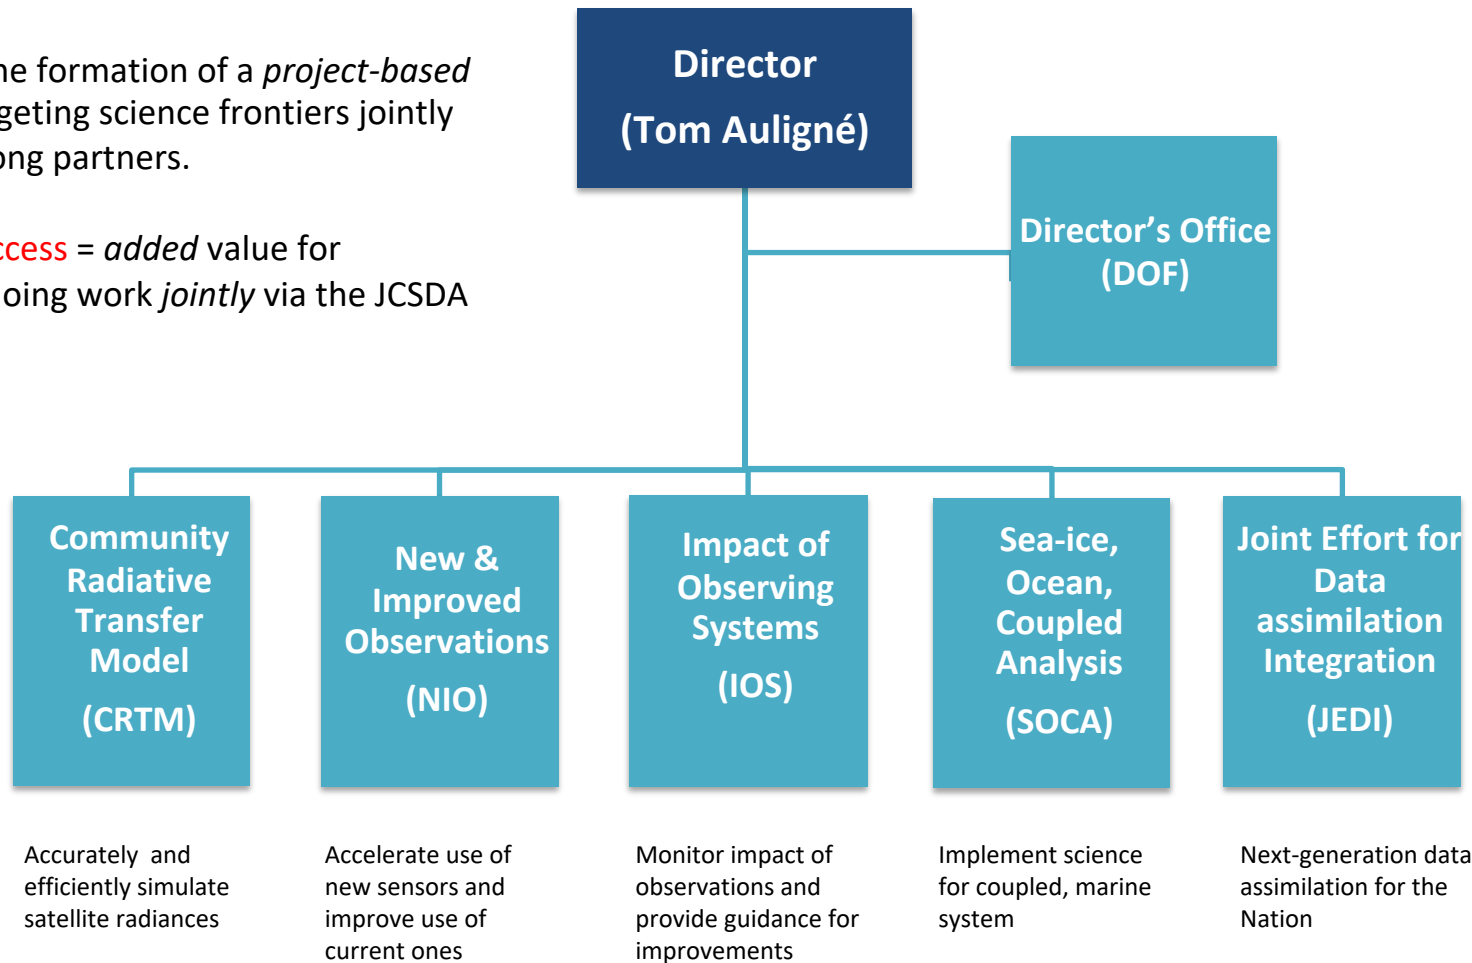 he formation of a project-based
geting science frontiers jointly
ong partners.
ccess = added value for
oing work jointly via the JCSDA
Director
(Tom Auligné)
Director’s Office
(DOF)
Community
Radiative
Transfer
Model
(CRTM)
New &
Improved
Observations
(NIO)
Impact of
Observing
Systems
(IOS)
Sea-ice,
Ocean,
Coupled
Analysis
(SOCA)
Joint Effort for
Data
assimilation
Integration
(JEDI)
Accurately and
efficiently simulate
satellite radiances
Accelerate use of
new sensors and
improve use of
current ones
Monitor impact of
observations and
provide guidance for
improvements
Implement science
for coupled, marine
system
Next-generation data
assimilation for the
Nation